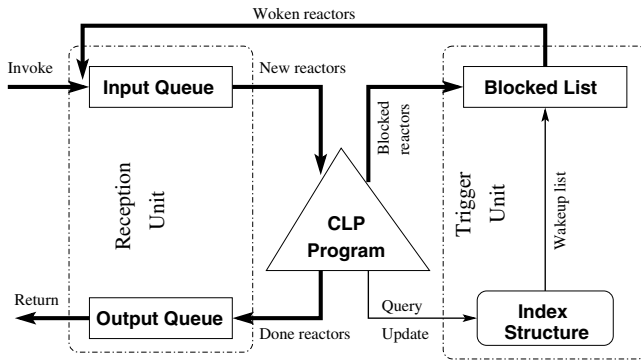 Woken reactors
Invoke
Input Queue
New reactors
Blocked List
Blocked
reactors
Reception
Unit
CLP
Program
Trigger
Unit
Wakeup list
Return
Output Queue
Done reactors
Query
Update
Index
Structure